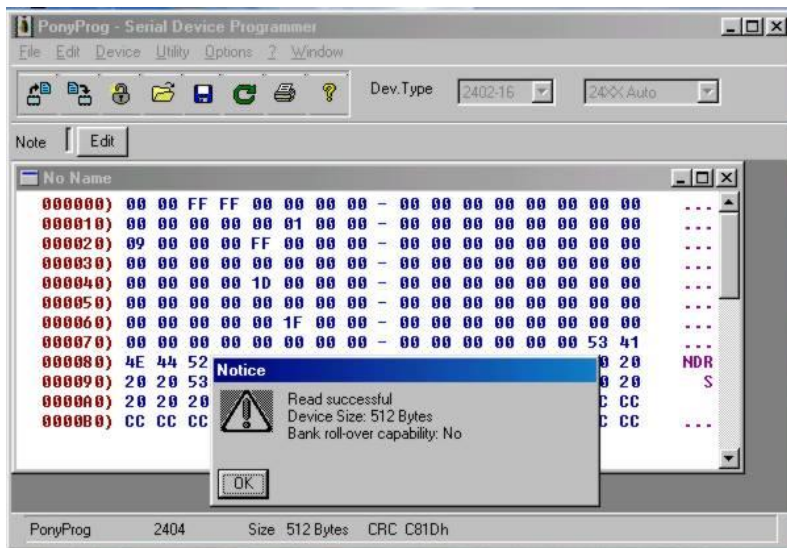 PonyProg - Serial Device Programmer
File Edit Device Utility Options ? Window
Dev.Type 2402-16 24XX Auto
Note Edit
No Name
000000) 00 00 FF FF 00 00 00 00 - 00 00 00 00 00 00 00 00 ...
000010) 00 00 00 00 00 01 00 00 - 00 00 00 00 00 00 00 00 ...
000020) 09 00 00 00 FF 00 00 00 - 00 00 00 00 00 00 00 00 ...
000030) 00 00 00 00 00 00 00 00 - 00 00 00 00 00 00 00 00 ...
000040) 00 00 00 00 1D 00 00 00 - 00 00 00 00 00 00 00 00 ...
000050) 00 00 00 00 00 00 00 00 - 00 00 00 00 00 00 00 00 ...
000060) 00 00 00 00 00 1F 00 00 - 00 00 00 00 00 00 00 00 ...
000070) 00 00 00 00 00 00 00 00 - 00 00 00 00 00 00 53 41 ...
000080) 4E 44 52 0 20 NDR
000090) 20 20 53 0 20 S
0000A0) 20 20 20 C CC
0000B0) CC CC CC C CC ...
Notice
Read successful
Device Size: 512 Bytes
Bank roll-over capability: No
OK
PonyProg 2404 Size 512 Bytes CRC C81Dh